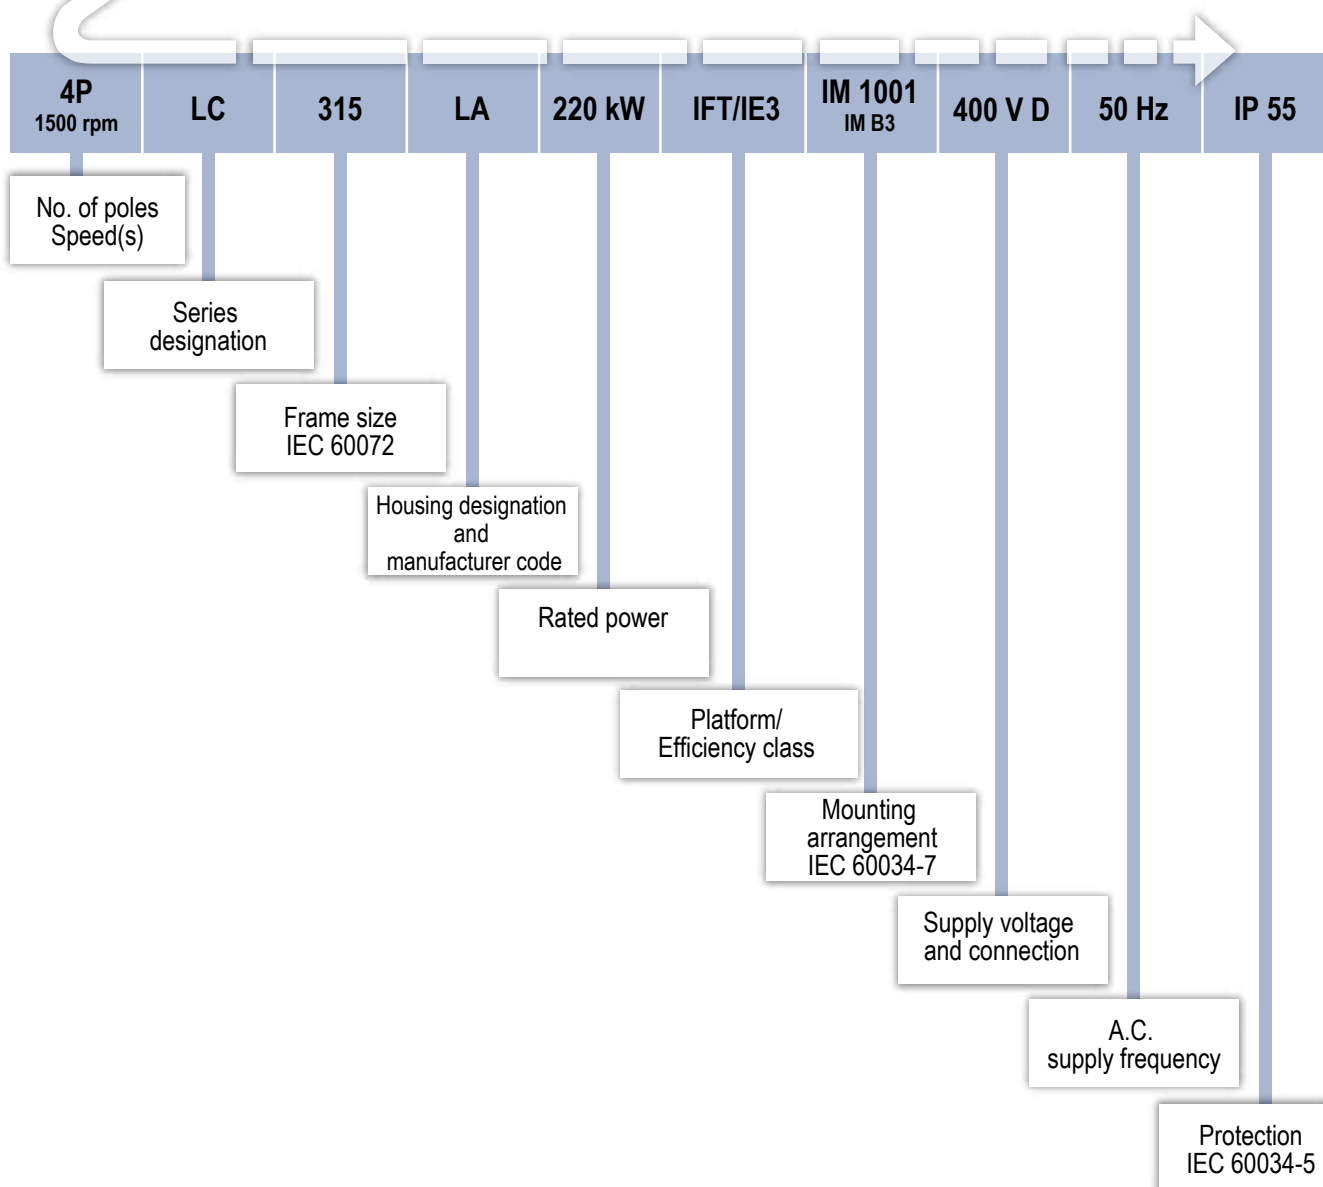 4P
1500 rpm
LC
315
LA
220 kW
IFT/IE3
IM 1001
IM B3
400 V D
50 Hz
IP 55
No. of poles
Speed(s)
Series
designation
Frame size
IEC 60072
Housing designation
and
manufacturer code
Rated power
Platform/
Efficiency class
Mounting
arrangement
IEC 60034-7
Supply voltage
and connection
A.C.
supply frequency
Protection
IEC 60034-5